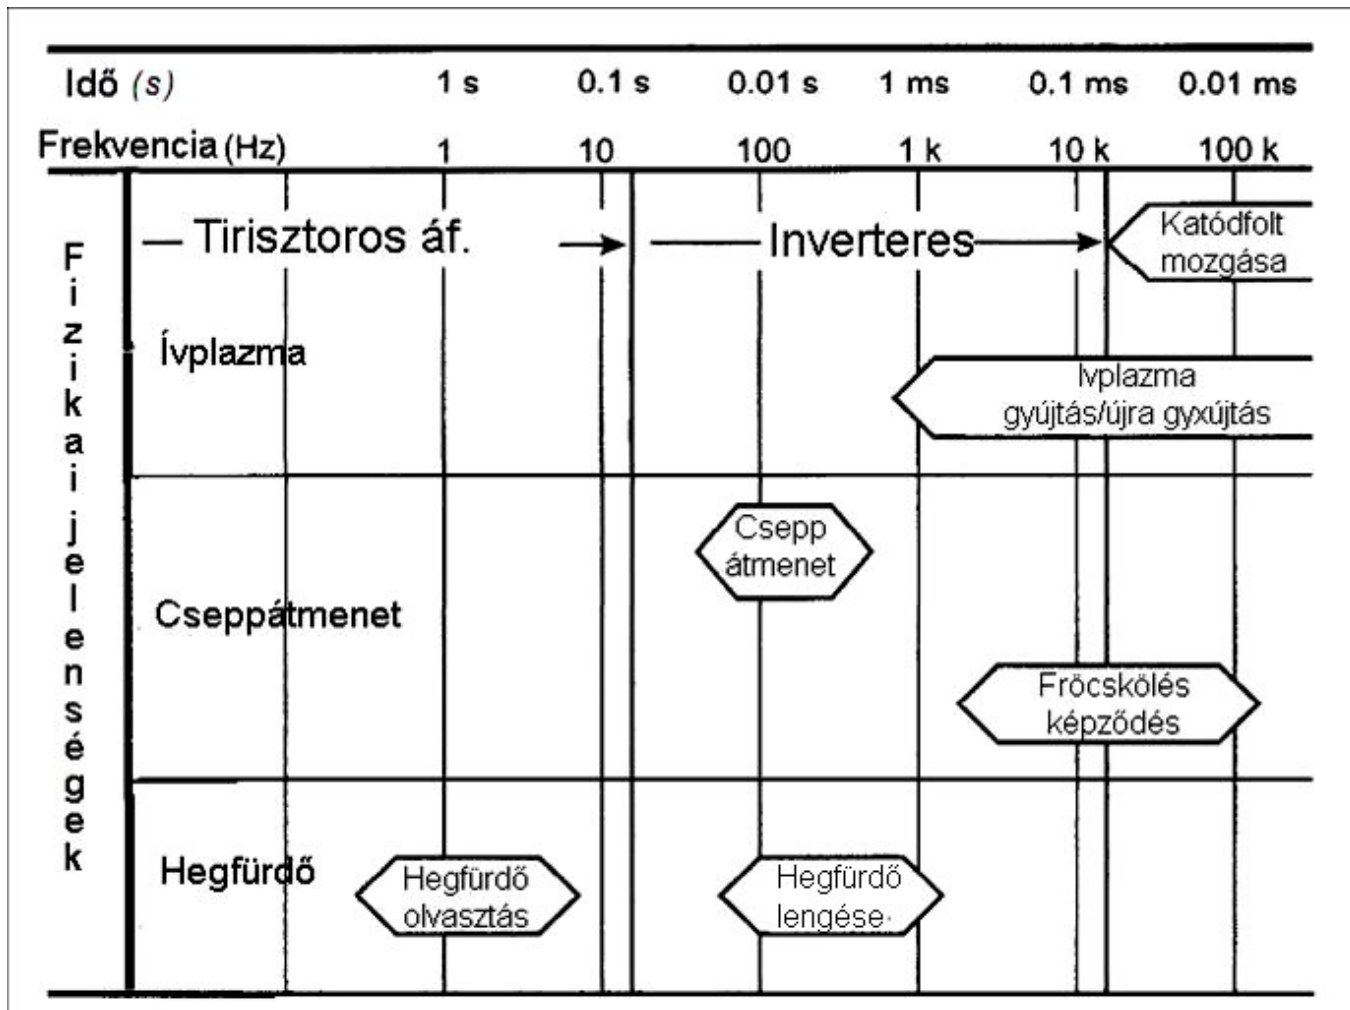 Idő (s) 1 s 0.1 s 0.01 s 1 ms 0.1 ms 0.01 ms
Frekvencia (Hz) 1 10 100 1 k 10 k 100 k
Fizikai jelenségek
Tirisztoros áf.
Inverteres
Katódfolt
mozgása
Ívplazma
Ivplazma
gyújtás/újra gyxújtás
Csepp
átmenet
Cseppátmenet
Fröcskölés
képződés
Hegfürdő
Hegfürdő
olvasztás
Hegfürdő
lengése